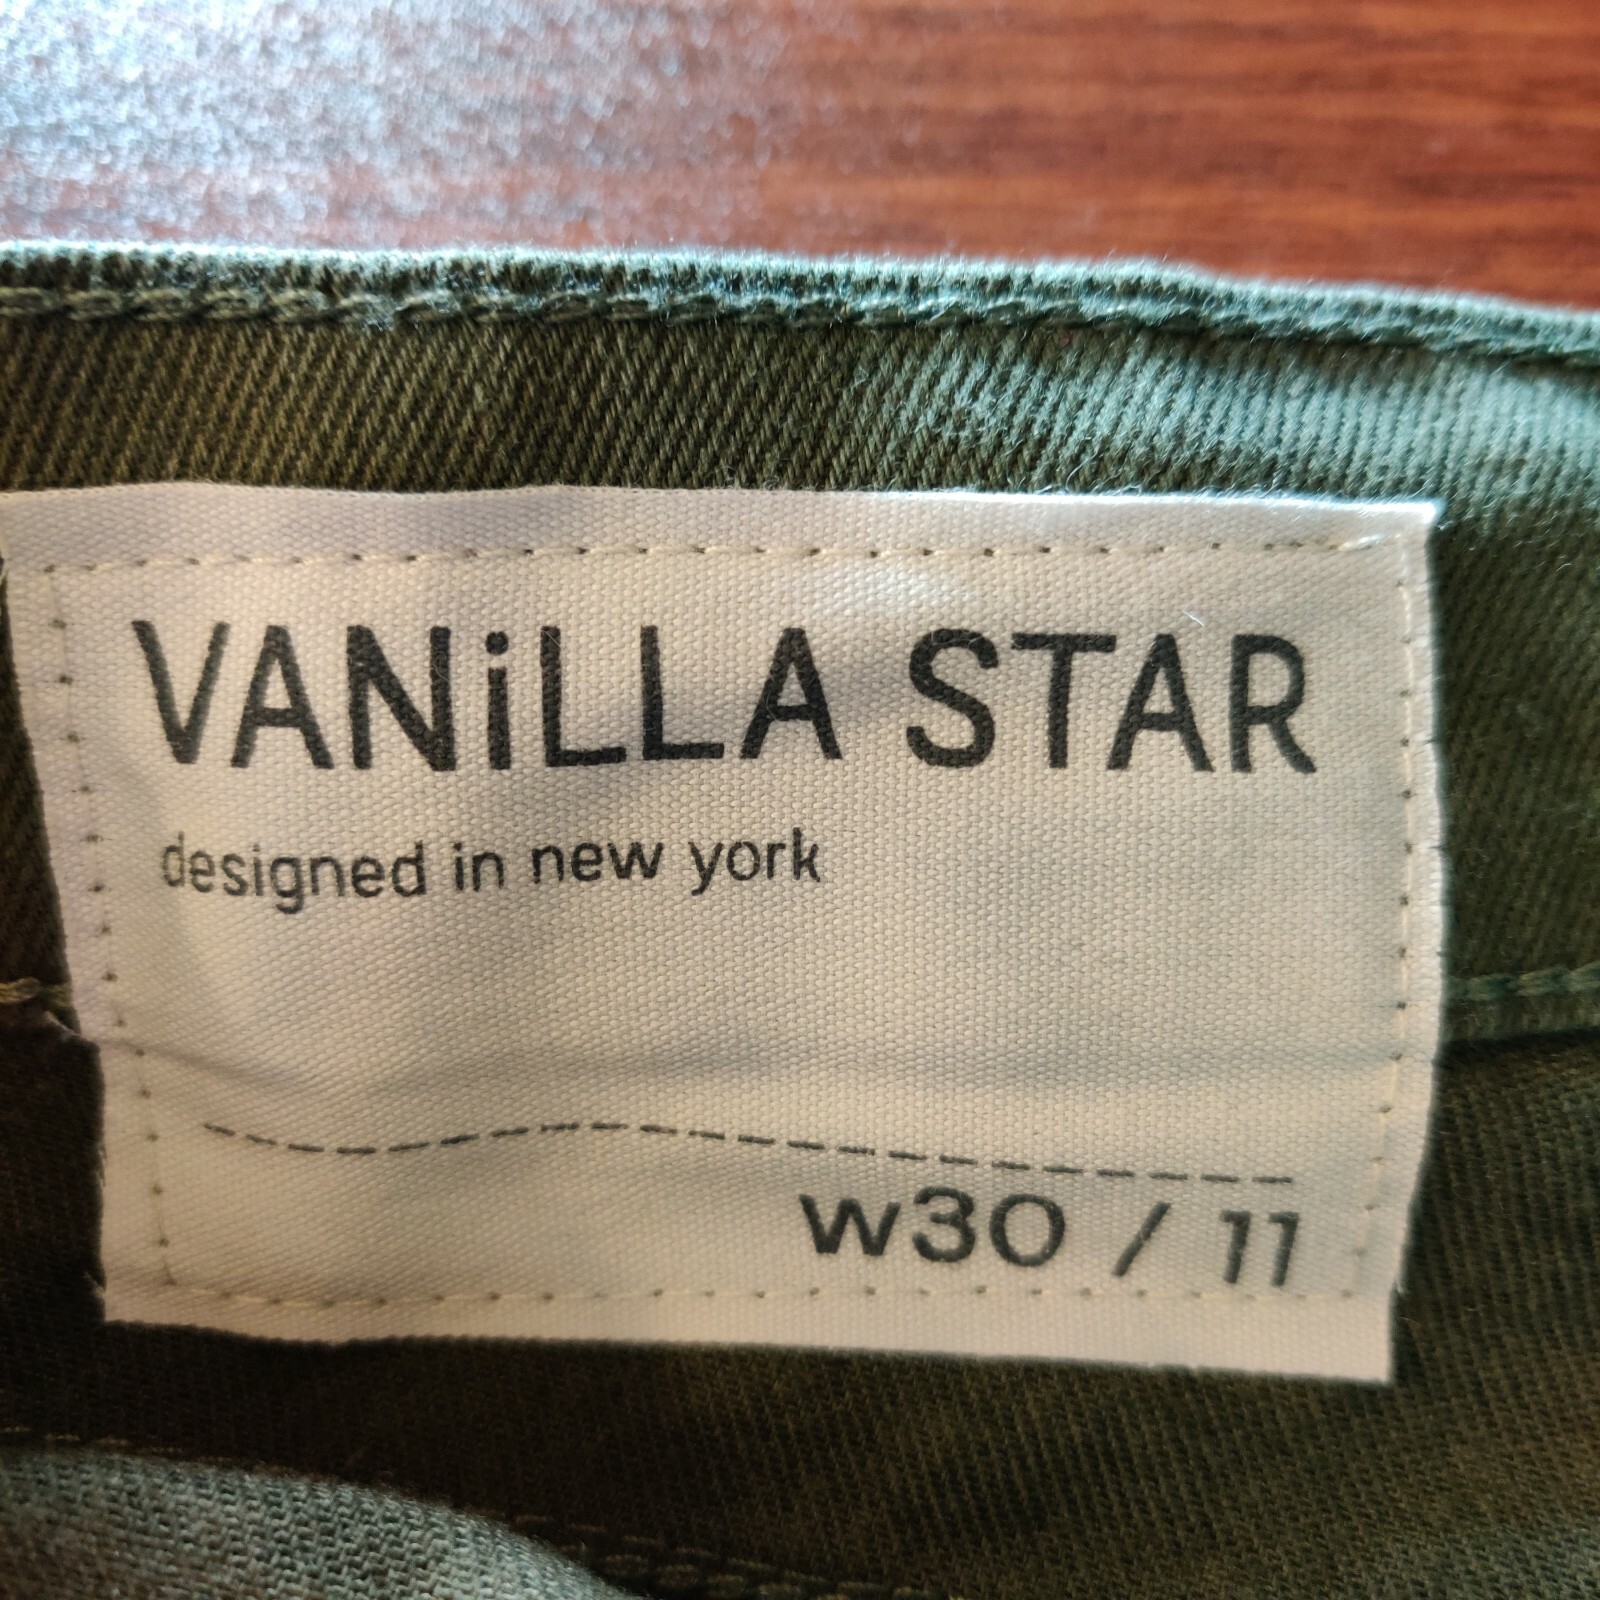 VANiLLA STAR
designed in new york
w30 / 11